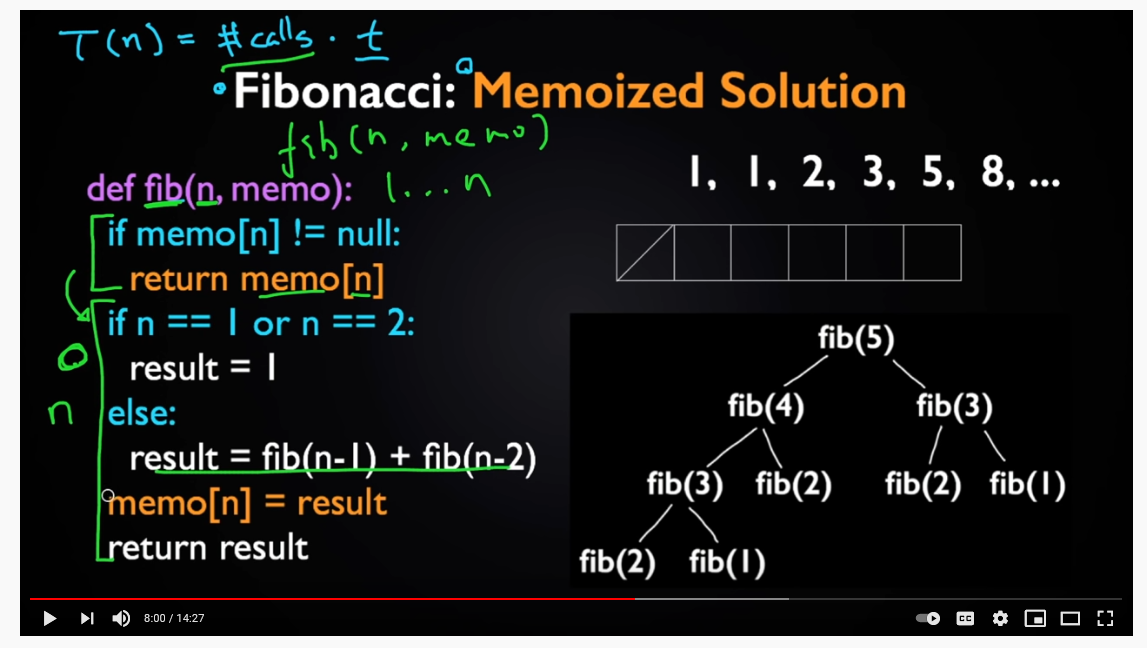 T(n) = #calls · t
Fibonacci: Memoized Solution
fib(n, memo)
1, 1, 2, 3, 5, 8, ...
def fib(n, memo): 1...n
if memo[n] != null:
return memo[n]
if n == 1 or n == 2:
result = 1
n else:
result = fib(n-1) + fib(n-2)
memo[n] = result
return result
fib(5)
fib(4) fib(3)
fib(3) fib(2) fib(2) fib(1)
fib(2) fib(1)
8:00 / 14:27
CC